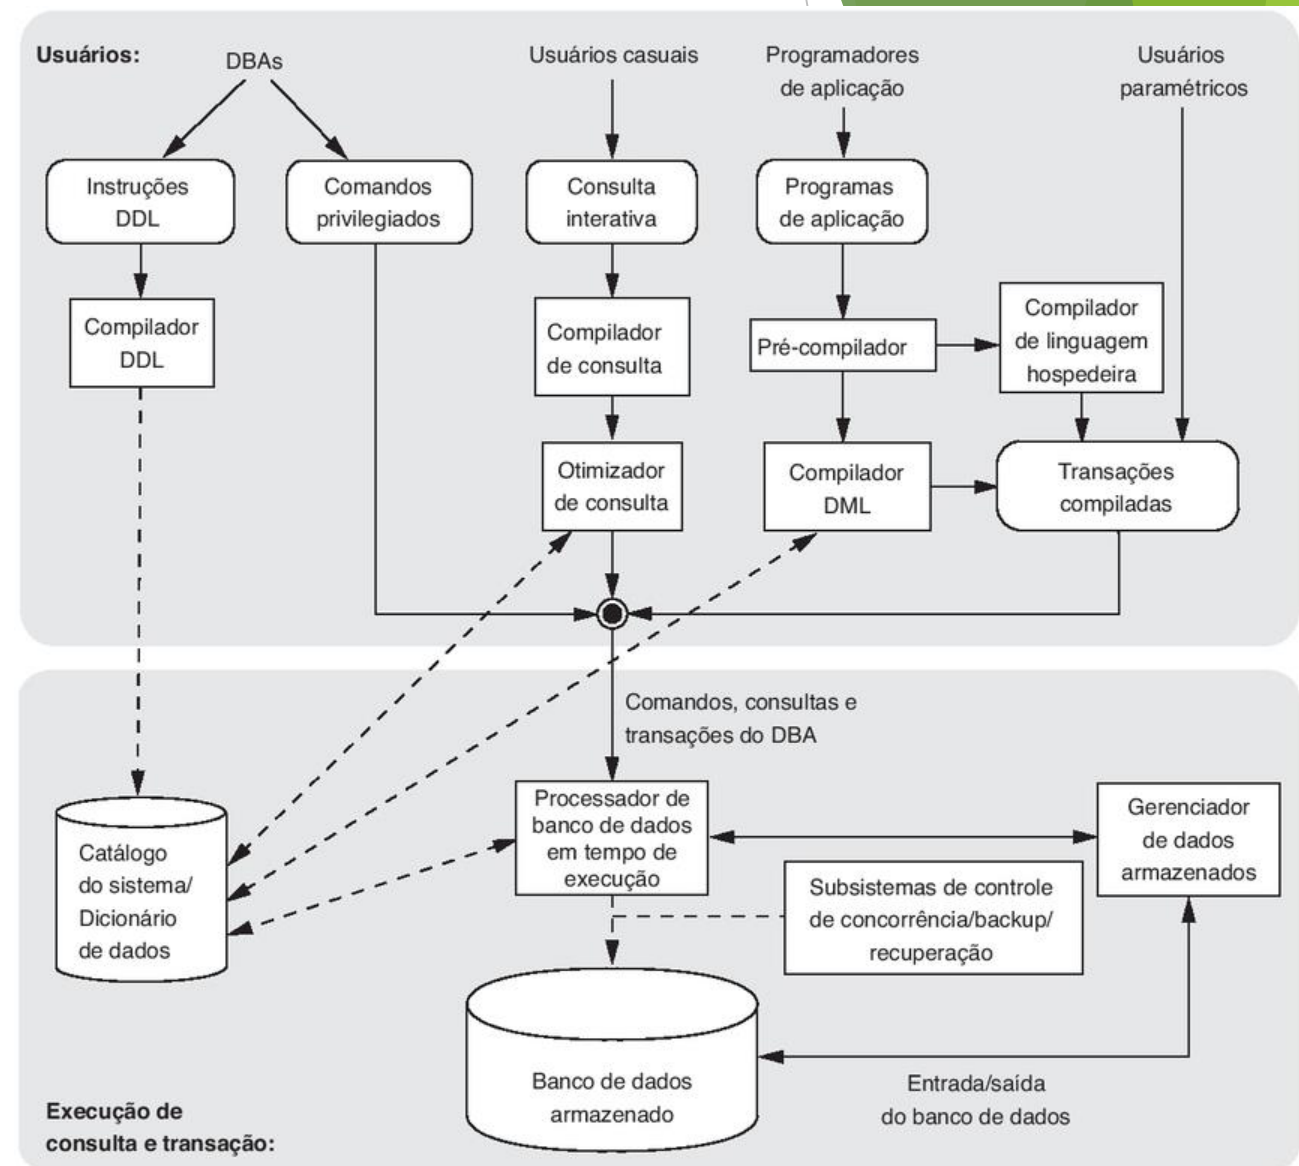 Usuários:
DBAs
Usuários casuais
Programadores
de aplicação
Usuários
paramétricos
Instruções
DDL
Comandos
privilegiados
Consulta
interativa
Programas
de aplicação
Compilador
DDL
Compilador
de consulta
Pré-compilador
Compilador
de linguagem
hospedeira
Otimizador
de consulta
Compilador
DML
Transações
compiladas
Comandos, consultas e
transações do DBA
Catálogo
do sistema/
Dicionário
de dados
Processador de
banco de dados
em tempo de
execução
Gerenciador
de dados
armazenados
Subsistemas de controle
de concorrência/backup/
recuperação
Banco de dados
armazenado
Entrada/saída
do banco de dados
Execução de
consulta e transação: